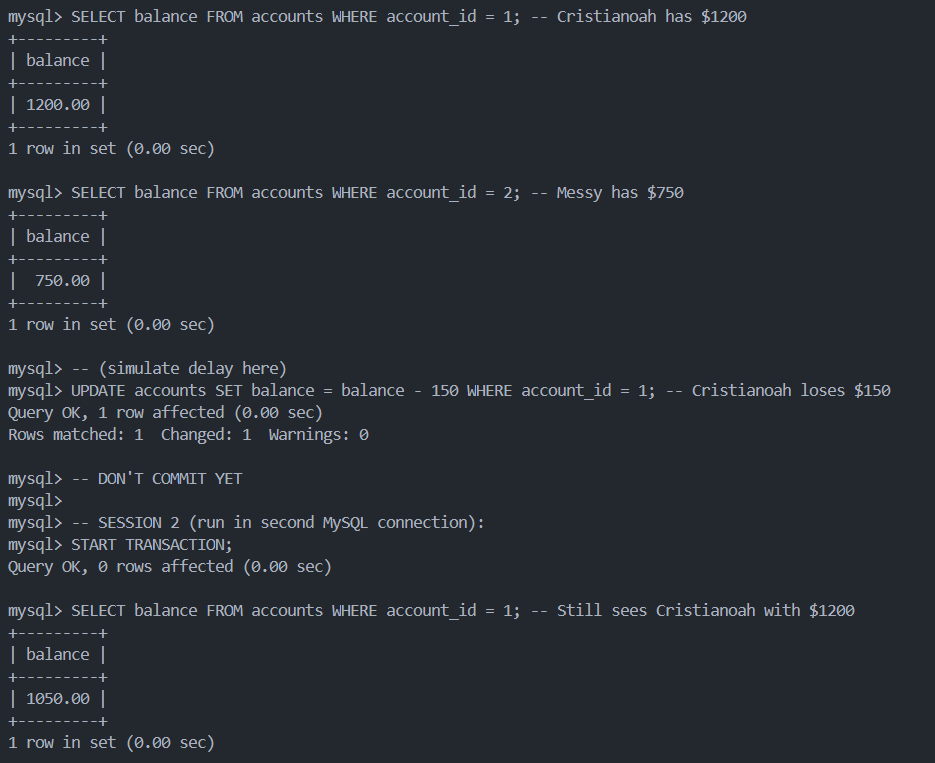 mysql> SELECT balance FROM accounts WHERE account_id = 1; -- Cristianoah has $1200
+---------+
| balance |
+---------+
| 1200.00 |
+---------+
1 row in set (0.00 sec)

mysql> SELECT balance FROM accounts WHERE account_id = 2; -- Messy has $750
+---------+
| balance |
+---------+
|  750.00 |
+---------+
1 row in set (0.00 sec)

mysql> -- (simulate delay here)
mysql> UPDATE accounts SET balance = balance - 150 WHERE account_id = 1; -- Cristianoah loses $150
Query OK, 1 row affected (0.00 sec)
Rows matched: 1  Changed: 1  Warnings: 0

mysql> -- DON'T COMMIT YET
mysql>
mysql> -- SESSION 2 (run in second MySQL connection):
mysql> START TRANSACTION;
Query OK, 0 rows affected (0.00 sec)

mysql> SELECT balance FROM accounts WHERE account_id = 1; -- Still sees Cristianoah with $1200
+---------+
| balance |
+---------+
| 1050.00 |
+---------+
1 row in set (0.00 sec)